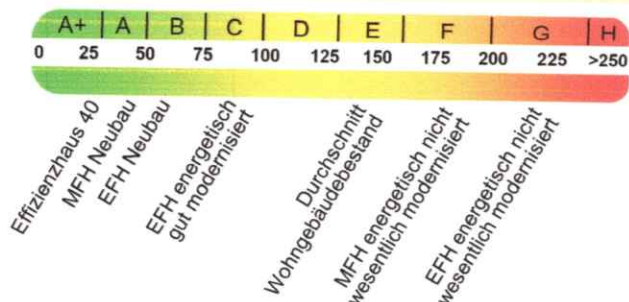 A+ A B C D E F G H
0 25 50 75 100 125 150 175 200 225 >250
Effizienzhaus 40
MFH Neubau
EFH Neubau
EFH energetisch
gut modernisiert
Durchschnitt
Wohngebäudebestand
MFH energetisch nicht
wesentlich modernisiert
EFH energetisch nicht
wesentlich modernisiert